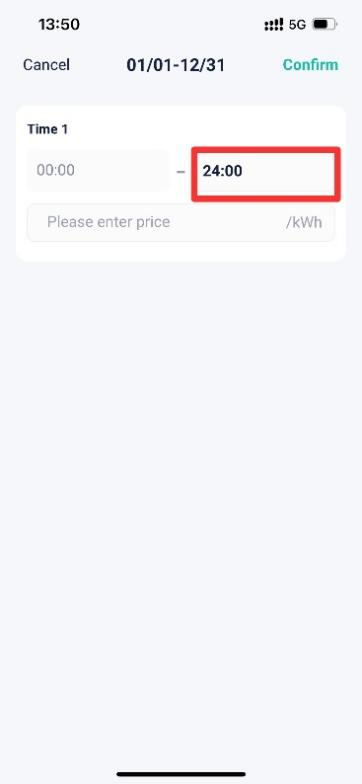 13:50 5G
Cancel 01/01-12/31 Confirm
Time 1
00:00 – 24:00
Please enter price /kWh